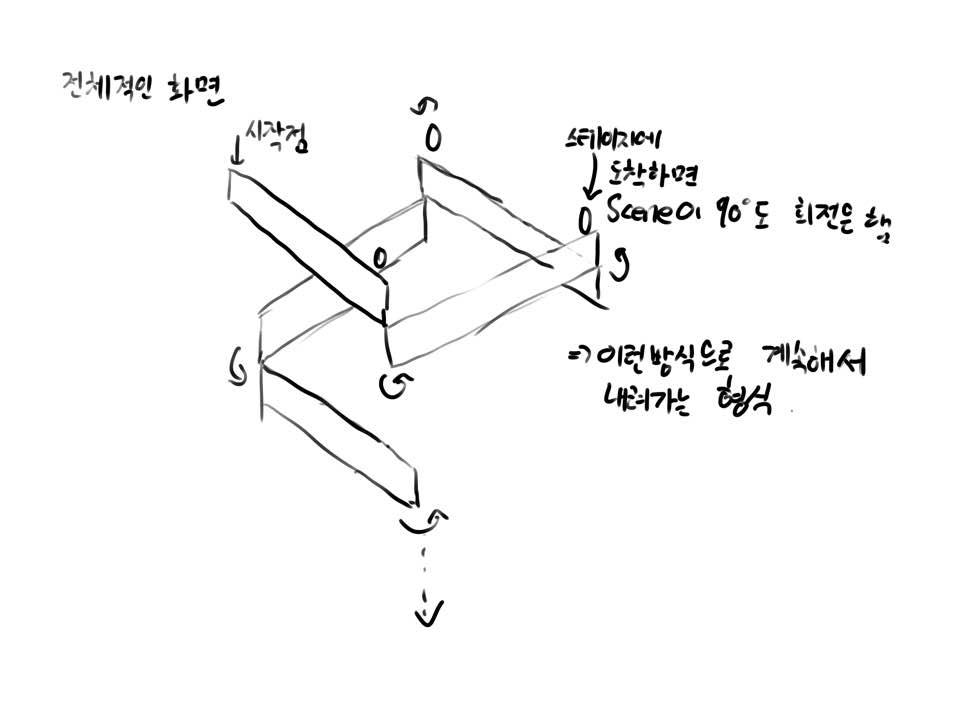 전체적인 화면
시작점
스테이지에
도착하면
Scene이 90°도 회전을 함
⇒ 이런방식으로 계속해서
내려가는 형식.